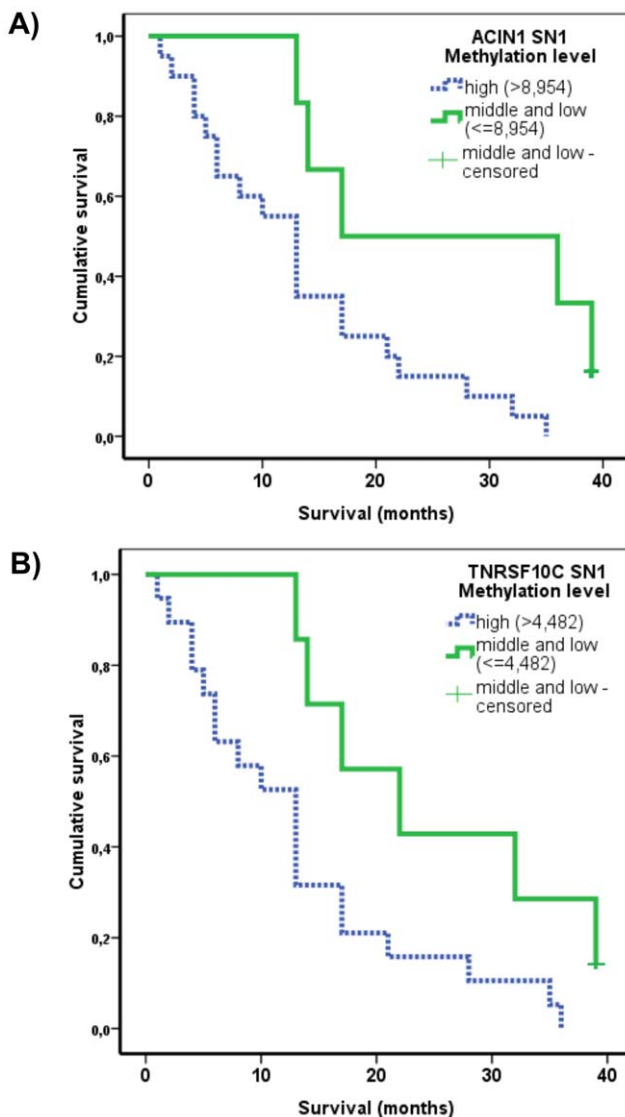 A)
ACIN1 SN1
Methylation level
high (>8,954)
middle and low
(<=8,954)
middle and low -
censored
Cumulative survival
1,0
0,8
0,6
0,4
0,2
0,0
0 10 20 30 40
Survival (months)
B)
TNRSF10C SN1
Methylation level
high (>4,482)
middle and low
(<=4,482)
middle and low -
censored
Cumulative survival
1,0
0,8
0,6
0,4
0,2
0,0
0 10 20 30 40
Survival (months)